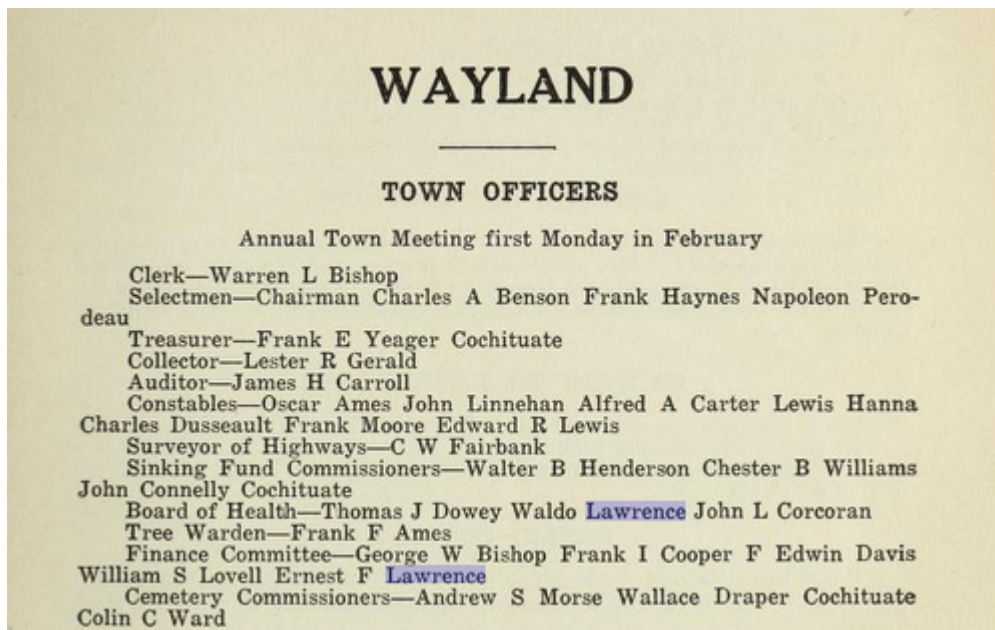 WAYLAND
TOWN OFFICERS
Annual Town Meeting first Monday in February
Clerk—Warren L Bishop
Selectmen—Chairman Charles A Benson Frank Haynes Napoleon Pero-
deau
Treasurer—Frank E Yeager Cochituate
Collector—Lester R Gerald
Auditor—James H Carroll
Constables—Oscar Ames John Linnehan Alfred A Carter Lewis Hanna
Charles Dusseault Frank Moore Edward R Lewis
Surveyor of Highways—C W Fairbank
Sinking Fund Commissioners—Walter B Henderson Chester B Williams
John Connelly Cochituate
Board of Health—Thomas J Dowey Waldo Lawrence John L Corcoran
Tree Warden—Frank F Ames
Finance Committee—George W Bishop Frank I Cooper F Edwin Davis
William S Lovell Ernest F Lawrence
Cemetery Commissioners—Andrew S Morse Wallace Draper Cochituate
Colin C Ward